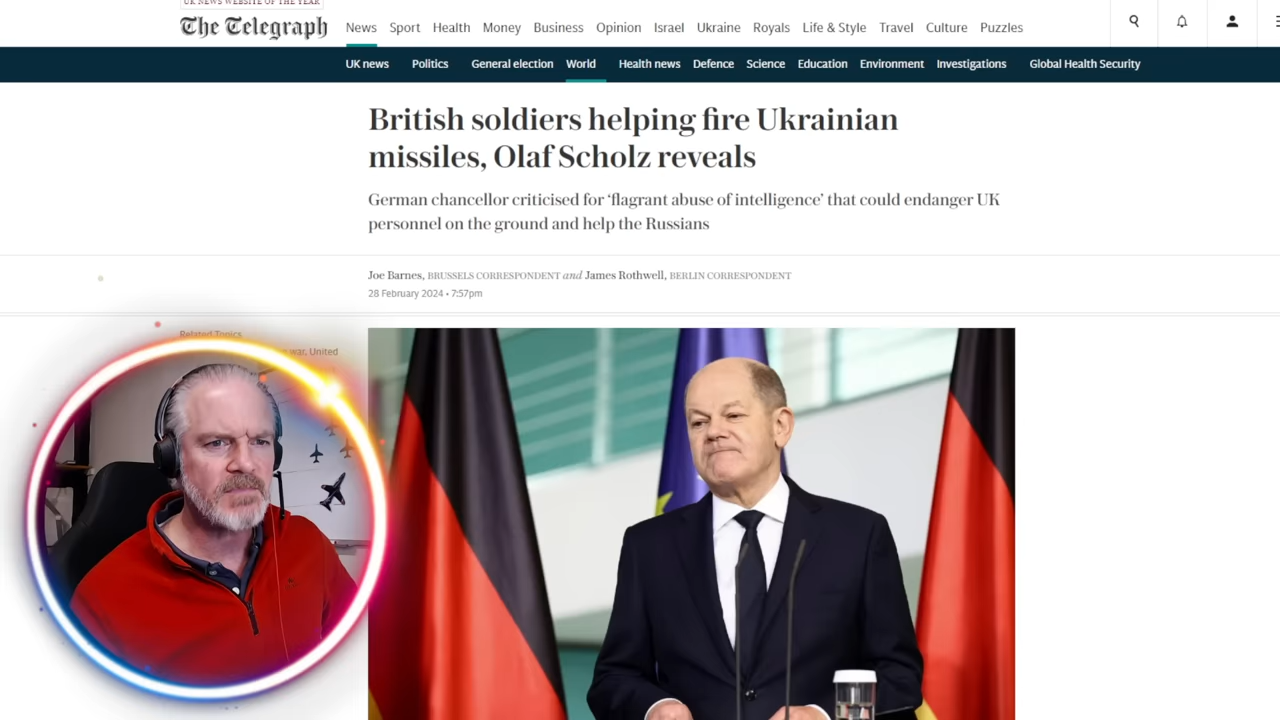 UK NEWS WEBSITE OF THE YEAR
The Telegraph
News Sport Health Money Business Opinion Israel Ukraine Royals Life & Style Travel Culture Puzzles
UK news Politics General election World Health news Defence Science Education Environment Investigations Global Health Security
British soldiers helping fire Ukrainian
missiles, Olaf Scholz reveals
German chancellor criticised for ‘flagrant abuse of intelligence’ that could endanger UK
personnel on the ground and help the Russians
Joe Barnes, BRUSSELS CORRESPONDENT and James Rothwell, BERLIN CORRESPONDENT
28 February 2024 • 7:57pm
Related Topics
war, United